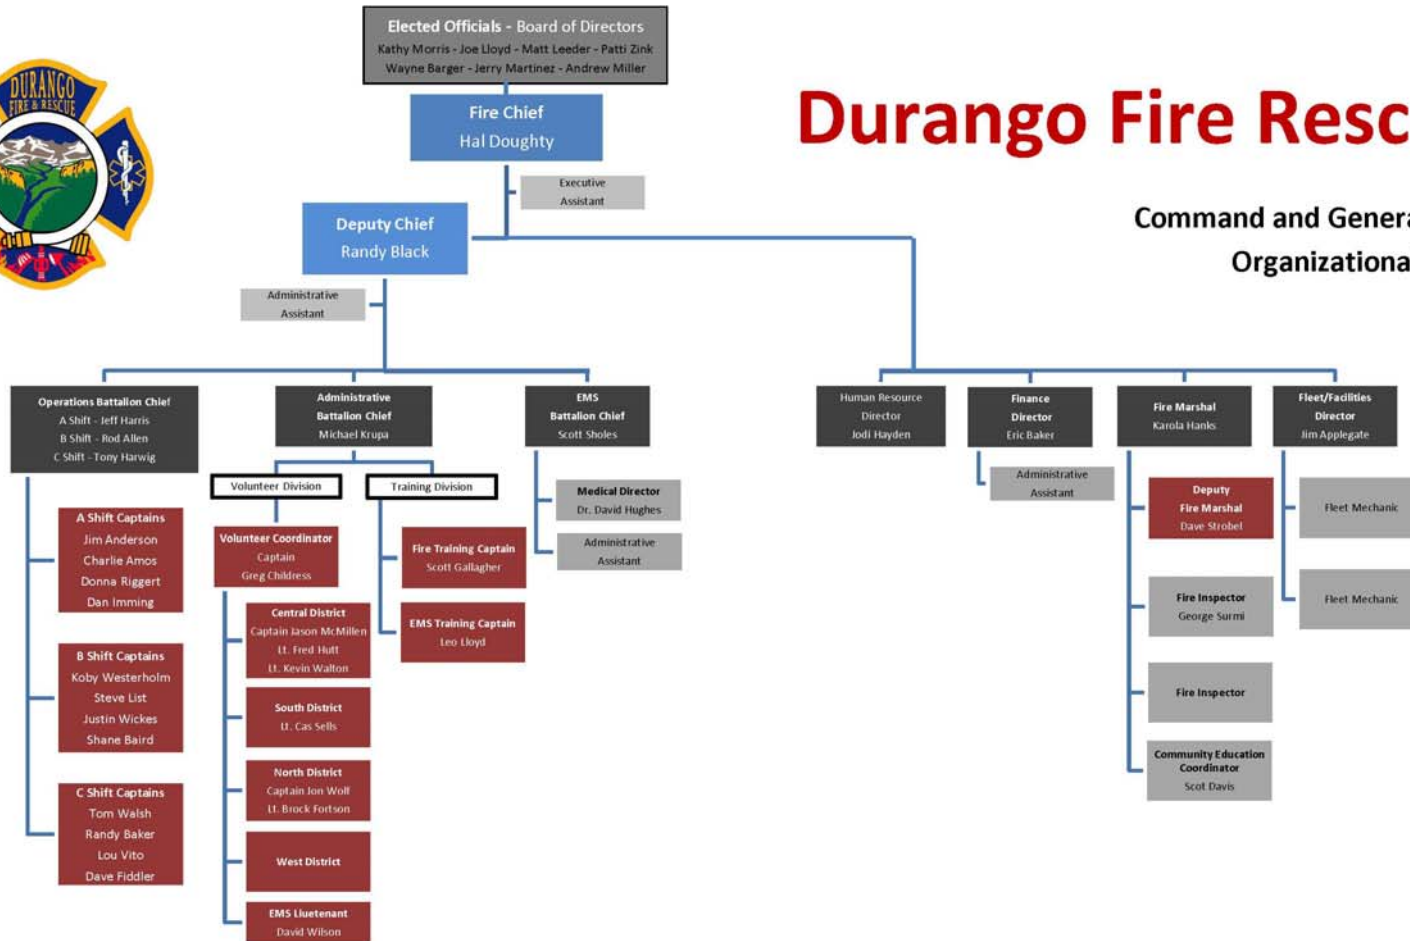 Elected Officials - Board of Directors
Kathy Morris - Joe Lloyd - Matt Leeder - Patti Zink
Wayne Barger - Jerry Martinez - Andrew Miller
DURANGO
FIRE & RESCUE
Fire Chief
Hal Doughty
Durango Fire Resc
Executive
Assistant
Command and Genera
Organizationa
Deputy Chief
Randy Black
Administrative
Assistant
Operations Battalion Chief
A Shift - Jeff Harris
B Shift - Rod Allen
C Shift - Tony Harwig
Administrative
Battalion Chief
Michael Krupa
EMS
Battalion Chief
Scott Sholes
Human Resource
Director
Jodi Hayden
Finance
Director
Eric Baker
Fire Marshal
Karola Hanks
Fleet/Facilities
Director
Jim Applegate
Volunteer Division
Training Division
Medical Director
Dr. David Hughes
Administrative
Assistant
Administrative
Assistant
Deputy
Fire Marshal
Dave Strobel
Fleet Mechanic
A Shift Captains
Jim Anderson
Charlie Amos
Donna Riggert
Dan Imming
Volunteer Coordinator
Captain
Greg Childress
Fire Training Captain
Scott Gallagher
Fire Inspector
George Surmi
Fleet Mechanic
Central District
Captain Jason McMillen
Lt. Fred Hutt
Lt. Kevin Walton
EMS Training Captain
Leo Lloyd
B Shift Captains
Koby Westerholm
Steve List
Justin Wickes
Shane Baird
South District
Lt. Cas Sells
Fire Inspector
North District
Captain Jon Wolf
Lt. Brock Fortson
Community Education
Coordinator
Scot Davis
C Shift Captains
Tom Walsh
Randy Baker
Lou Vito
Dave Fiddler
West District
EMS Liuetenant
David Wilson